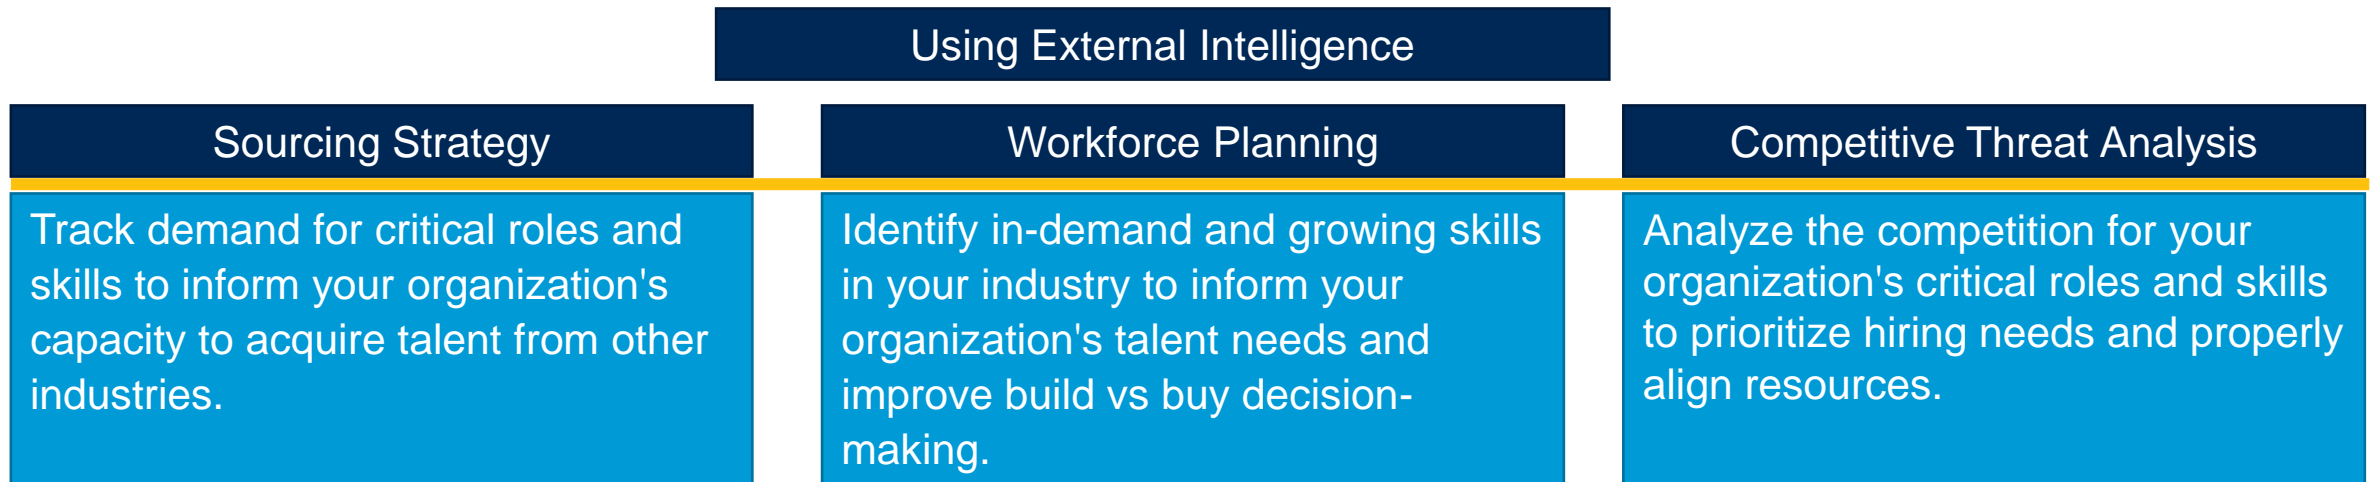 Using External Intelligence
Sourcing Strategy
Track demand for critical roles and
skills to inform your organization's
capacity to acquire talent from other
industries.
Workforce Planning
Identify in-demand and growing skills
in your industry to inform your
organization's talent needs and
improve build vs buy decision-
making.
Competitive Threat Analysis
Analyze the competition for your
organization's critical roles and skills
to prioritize hiring needs and properly
align resources.